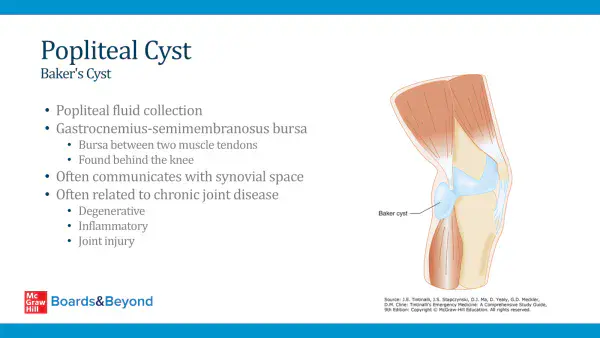 Popliteal Cyst
Baker's Cyst
• Popliteal fluid collection
• Gastrocnemius-semimembranosus bursa
• Bursa between two muscle tendons
• Found behind the knee
• Often communicates with synovial space
• Often related to chronic joint disease
• Degenerative
• Inflammatory
• Joint injury
Baker cyst
Source: J.E. Tintinalli, J.S. Stapczynski, O.J. Ma, D. Yealy, G.D. Meckler,
D.M. Cline: Tintinalli's Emergency Medicine: A Comprehensive Study Guide,
9th Edition: Copyright © McGraw-Hill Education. All rights reserved.
Mc
Graw
Hill
Boards&Beyond